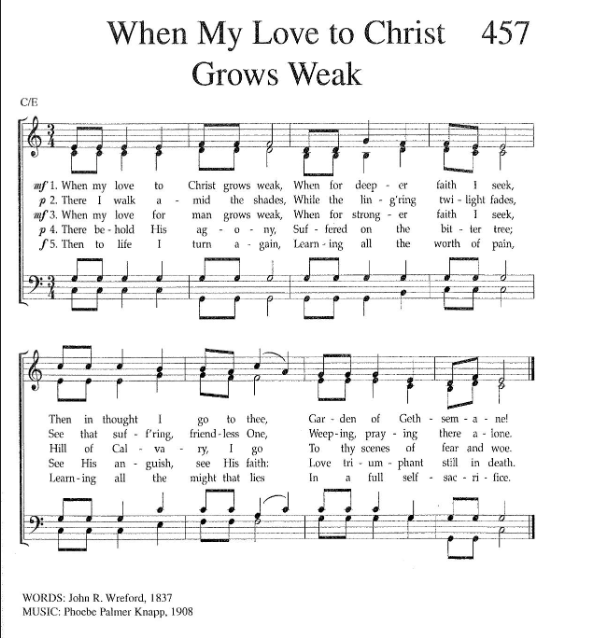 When My Love to Christ 457
Grows Weak
C/E
mf 1. When my love to Christ grows weak, When for deep - er faith I seek,
p 2. There I walk a - mid the shades, While the lin - g'ring twi - light fades,
mf 3. When my love for man grows weak, When for strong - er faith I seek,
p 4. There be - hold His ag - o - ny, Suf - fered on the bit - ter tree;
f 5. Then to life I turn a - gain, Learn - ing all the worth of pain,
Then in thought I go to thee, Gar - den of Geth - sem - a - ne!
See that suf - f'ring, friend - less One, Weep - ing, pray - ing there a - lone.
Hill of Cal - va - ry, I go To thy scenes of fear and woe.
See His an - guish, see His faith: Love tri - um - phant still in death.
Learn - ing all the might that lies In a full self - sac - ri - fice.
WORDS: John R. Wreford, 1837
MUSIC: Phoebe Palmer Knapp, 1908